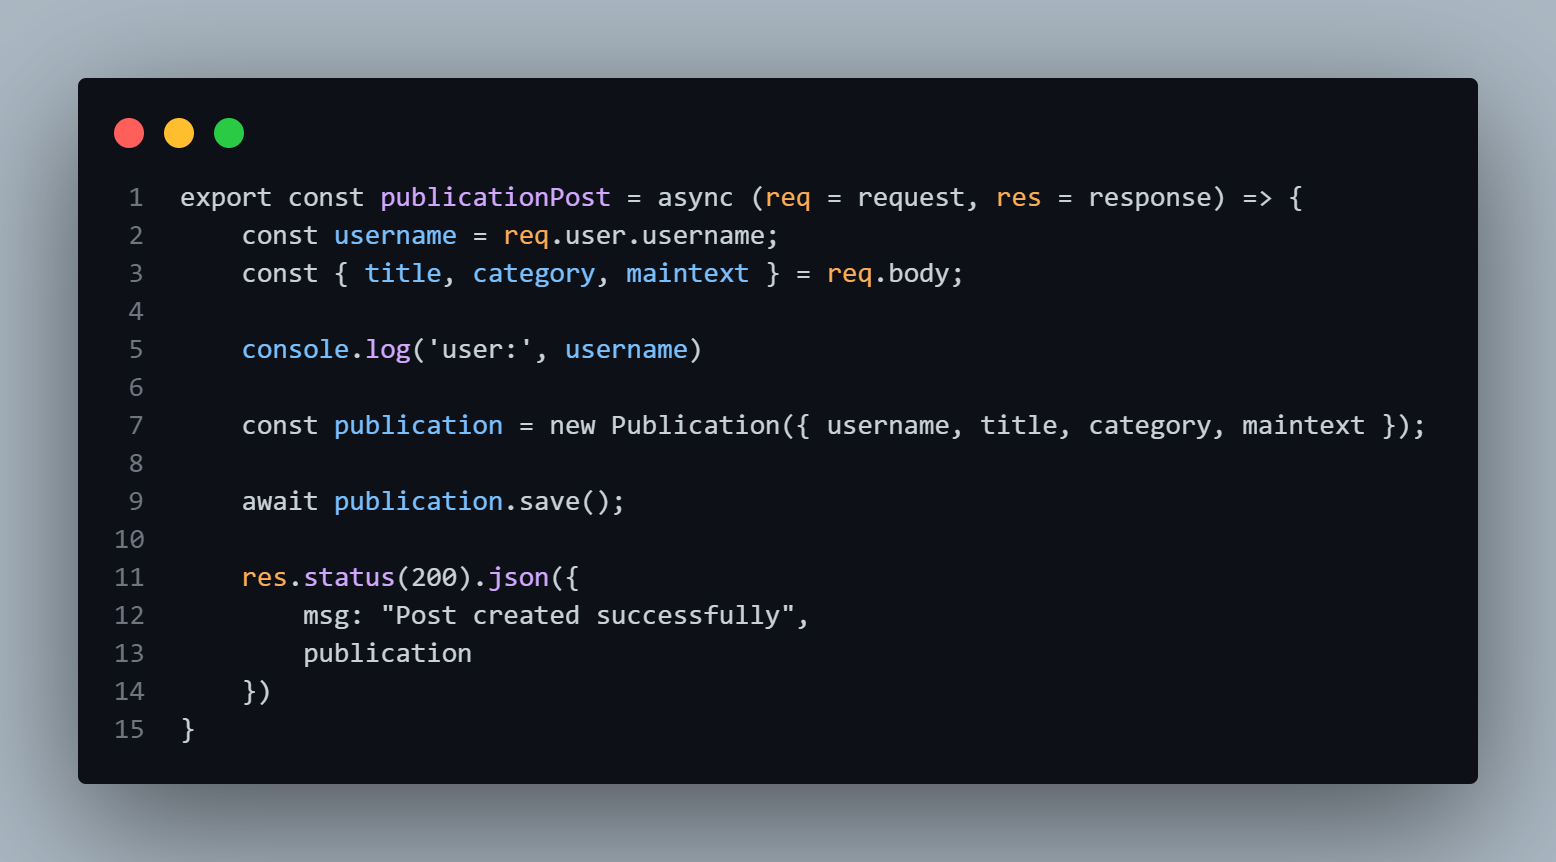 1 export const publicationPost = async (req = request, res = response) => {
2     const username = req.user.username;
3     const { title, category, maintext } = req.body;
4
5     console.log('user:', username)
6
7     const publication = new Publication({ username, title, category, maintext });
8
9     await publication.save();
10
11     res.status(200).json({
12         msg: "Post created successfully",
13         publication
14     })
15 }